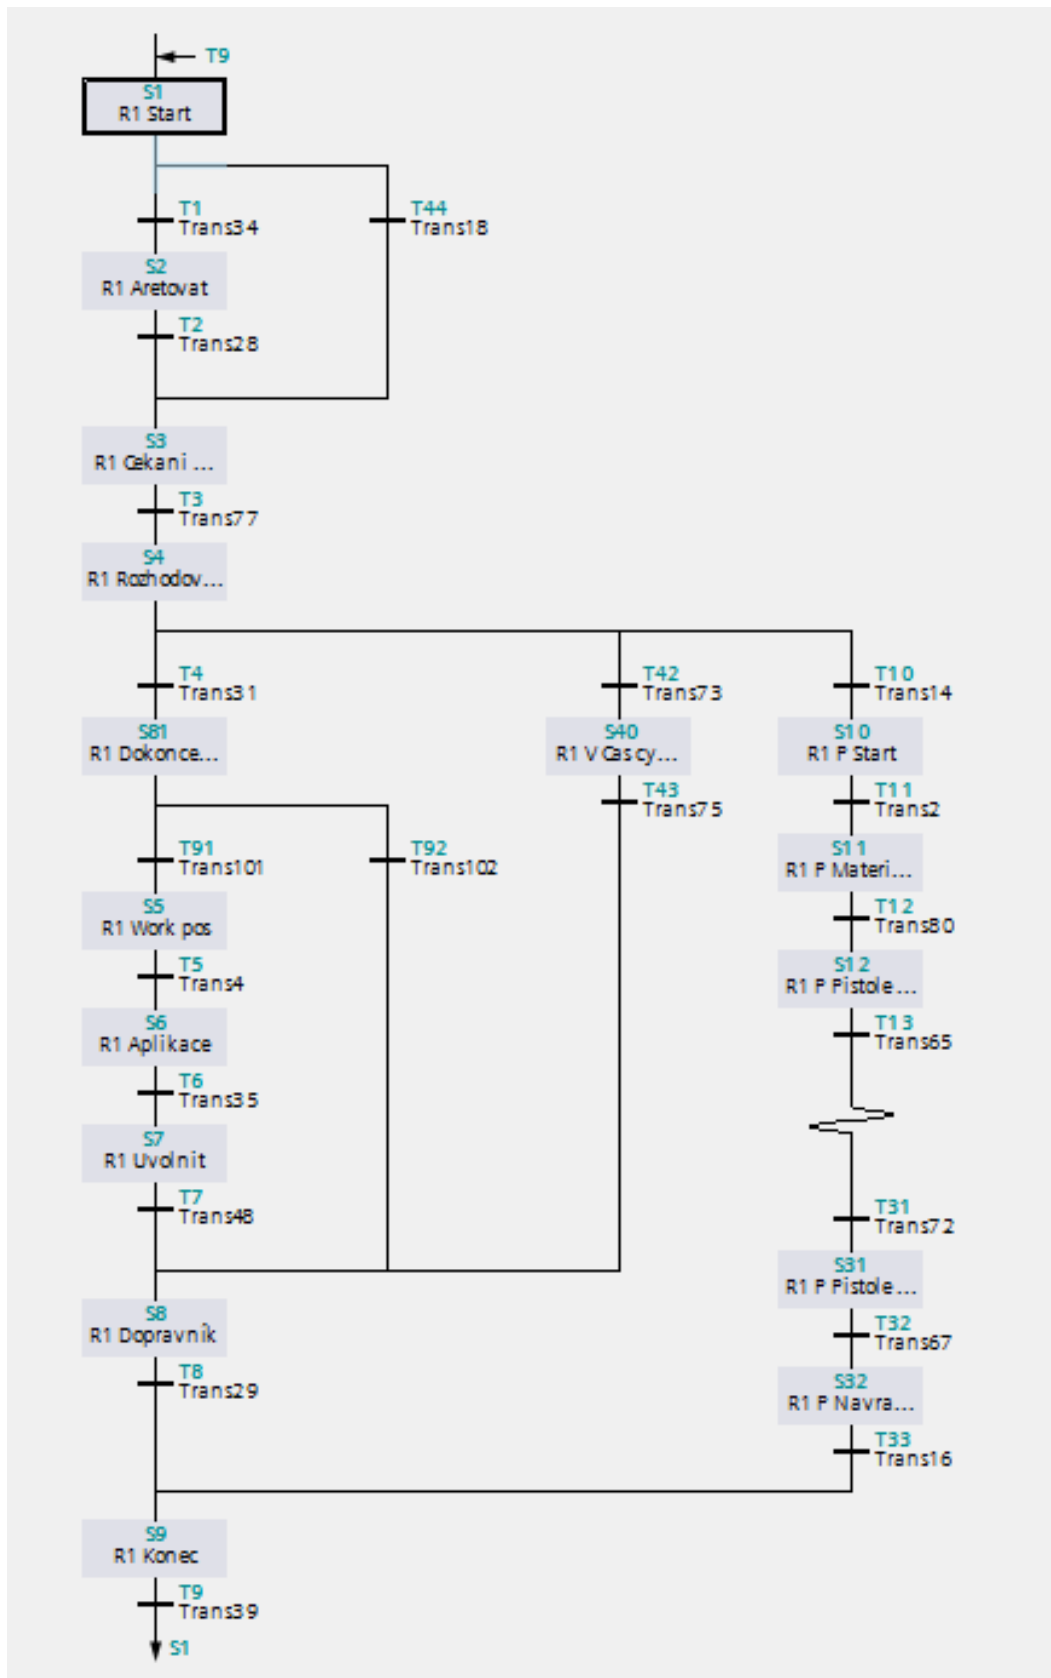 T9
S1
R1 Start
T1
Trans34
T44
Trans18
S2
R1 Aretovat
T2
Trans28
S3
R1 Cekani ...
T3
Trans77
S4
R1 Rozhodov...
T4
Trans31
T42
Trans73
T10
Trans14
S81
R1 Dokonce...
S40
R1 V Cas cy...
S10
R1 P Start
T43
Trans75
T11
Trans2
T91
Trans101
T92
Trans102
S11
R1 P Materi...
S5
R1 Work pos
T12
Trans80
T5
Trans4
S12
R1 P Pistole ...
S6
R1 Aplikace
T13
Trans65
T6
Trans35
S7
R1 Uvolnit
T7
Trans48
T31
Trans72
S31
R1 P Pistole ...
S8
R1 Dopravník
T32
Trans67
T8
Trans29
S32
R1 P Navra...
T33
Trans16
S9
R1 Konec
T9
Trans39
S1